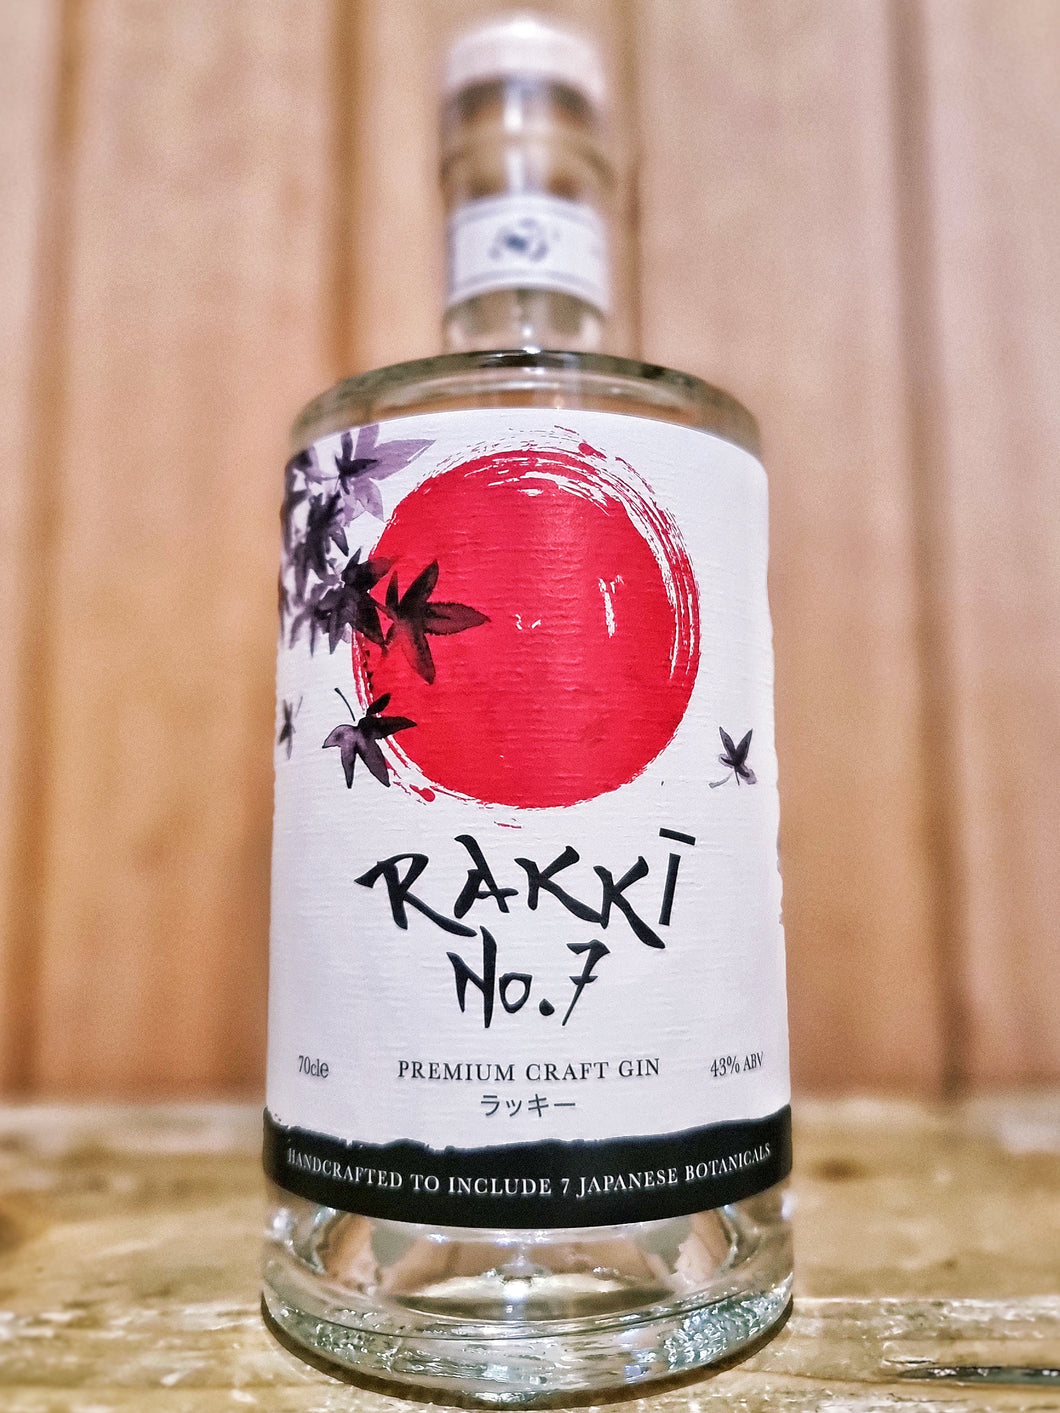 RAKKĪ
No.7
70cle PREMIUM CRAFT GIN 43% ABV
ラッキー
HANDCRAFTED TO INCLUDE 7 JAPANESE BOTANICALS